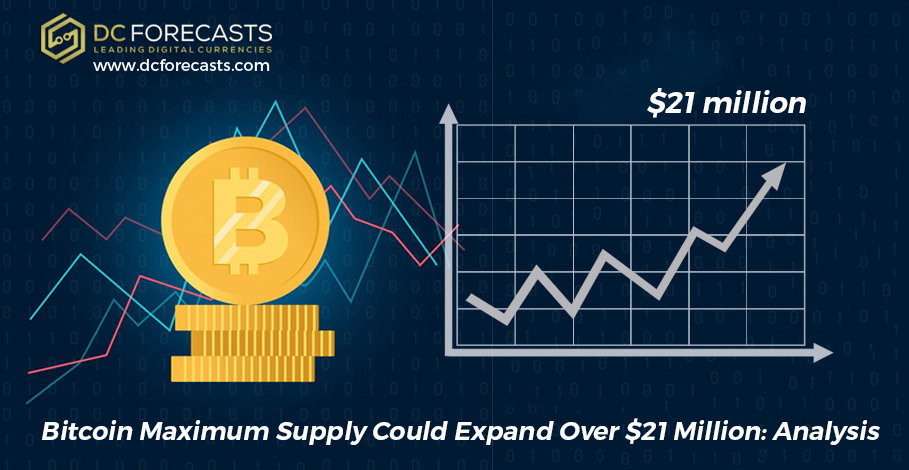 DC FORECASTS
LEADING DIGITAL CURRENCIES
www.dcforecasts.com
$21 million
Bitcoin Maximum Supply Could Expand Over $21 Million: Analysis